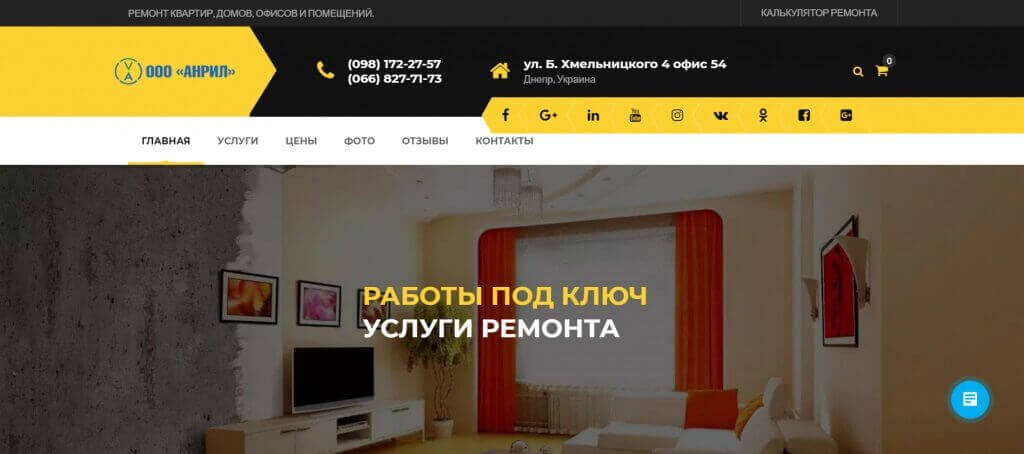 РЕМОНТ КВАРТИР, ДОМОВ, ОФИСОВ И ПОМЕЩЕНИЙ.
КАЛЬКУЛЯТОР РЕМОНТА
ООО «АНРИЛ»
(098) 172-27-57
(066) 827-71-73
ул. Б. Хмельницкого 4 офис 54
Днепр, Украина
0
ГЛАВНАЯ УСЛУГИ ЦЕНЫ ФОТО ОТЗЫВЫ КОНТАКТЫ
РАБОТЫ ПОД КЛЮЧ
УСЛУГИ РЕМОНТА